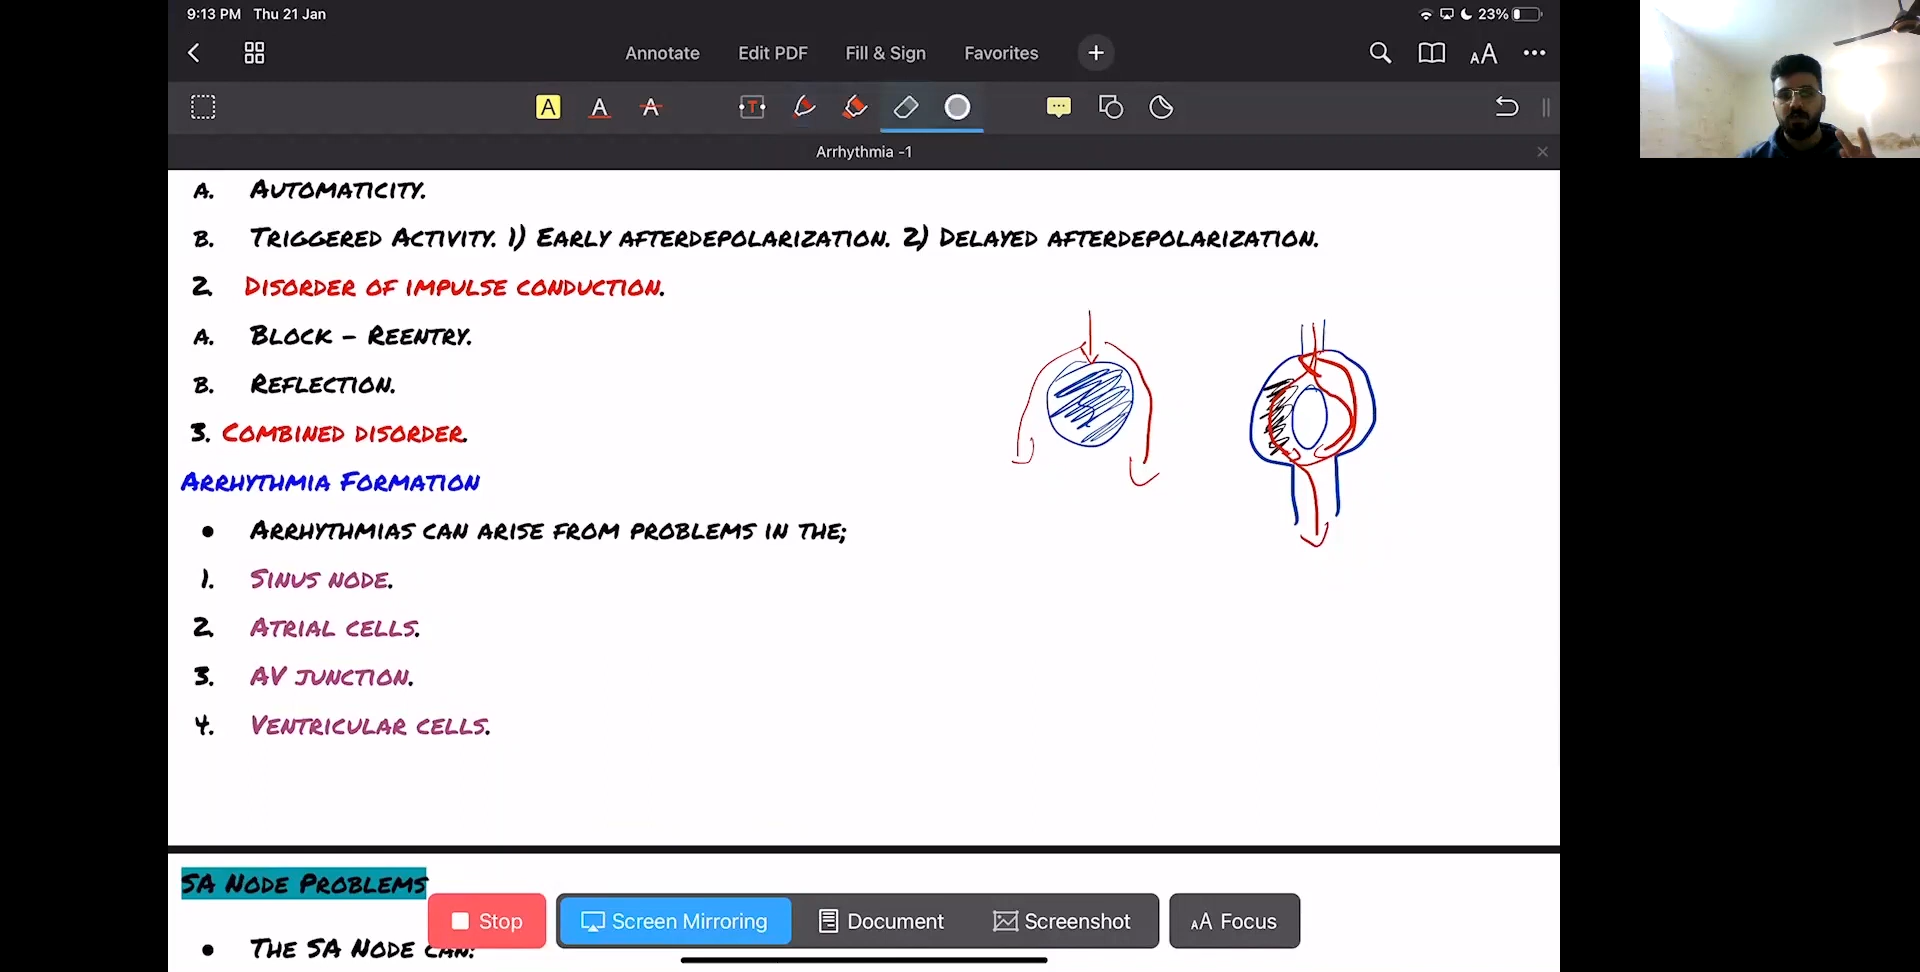 9:13 PM Thu 21 Jan
23%
Annotate Edit PDF Fill & Sign Favorites
AA
A A A T
Arrhythmia -1
A. Automaticity.
B. Triggered Activity. 1) Early afterdepolarization. 2) Delayed afterdepolarization.
2. Disorder of impulse conduction.
A. Block – Reentry.
B. Reflection.
3. Combined disorder.
Arrhythmia Formation
• Arrhythmias can arise from problems in the;
1. Sinus node.
2. Atrial cells.
3. AV junction.
4. Ventricular cells.
SA Node Problems
• The SA Node can:
Stop Screen Mirroring Document Screenshot AA Focus